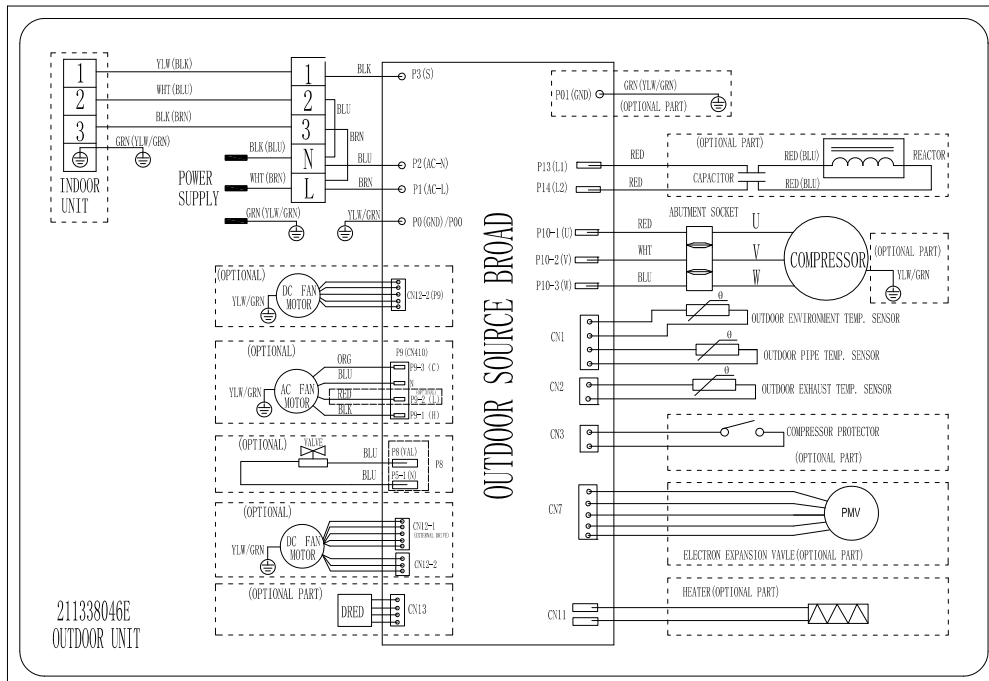 1
YLW(BLK)
1
BLK
P3(S)
2
WHT(BLU)
2
BLU
3
BLK(BRN)
3
BRN
GRN(YLW/GRN)
INDOOR
UNIT
POWER
SUPPLY
BLK(BLU)
N
BLU
P2(AC-N)
WHT(BRN)
L
BRN
P1(AC-L)
GRN(YLW/GRN)
YLW/GRN
P0(GND)/P00
(OPTIONAL)
DC FAN
MOTOR
YLW/GRN
CN12-2(P9)
(OPTIONAL)
AC FAN
MOTOR
YLW/GRN
P9(CN410)
ORG
P9-3 (C)
BLU
N
RED
P9-2 (L)
BLK
P9-1 (H)
(OPTIONAL)
VALVE
BLU
P8(VAL)
BLU
P5-1(N)
P8
(OPTIONAL)
DC FAN
MOTOR
YLW/GRN
CN12-1
(EXTERNAL DRIVE)
CN12-2
(OPTIONAL PART)
DRED
CN13
211338046E
OUTDOOR UNIT
OUTDOOR SOURCE BROAD
P01(GND)
GRN(YLW/GRN)
(OPTIONAL PART)
P13(L1)
RED
(OPTIONAL PART)
RED(BLU)
REACTOR
P14(L2)
RED
CAPACITOR
RED(BLU)
ABUTMENT SOCKET
P10-1(U)
RED
U
P10-2(V)
WHT
V
P10-3(W)
BLU
W
COMPRESSOR
(OPTIONAL PART)
YLW/GRN
CN1
θ
OUTDOOR ENVIRONMENT TEMP. SENSOR
θ
OUTDOOR PIPE TEMP. SENSOR
CN2
θ
OUTDOOR EXHAUST TEMP. SENSOR
CN3
COMPRESSOR PROTECTOR
(OPTIONAL PART)
CN7
PMV
ELECTRON EXPANSION VAVLE(OPTIONAL PART)
HEATER(OPTIONAL PART)
CN11